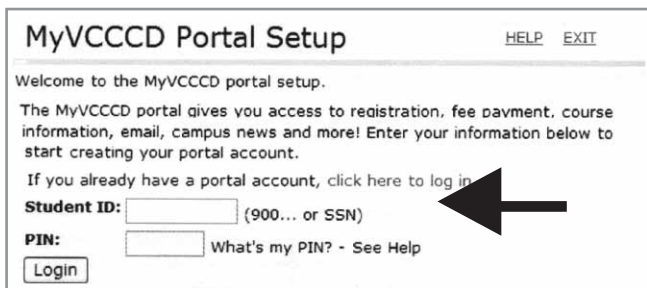 MyVCCCD Portal Setup HELP EXIT
Welcome to the MyVCCCD portal setup.
The MyVCCCD portal gives you access to registration, fee payment, course
information, email, campus news and more! Enter your information below to
start creating your portal account.
If you already have a portal account, click here to log in
Student ID: (900... or SSN)
PIN: What's my PIN? - See Help
Login